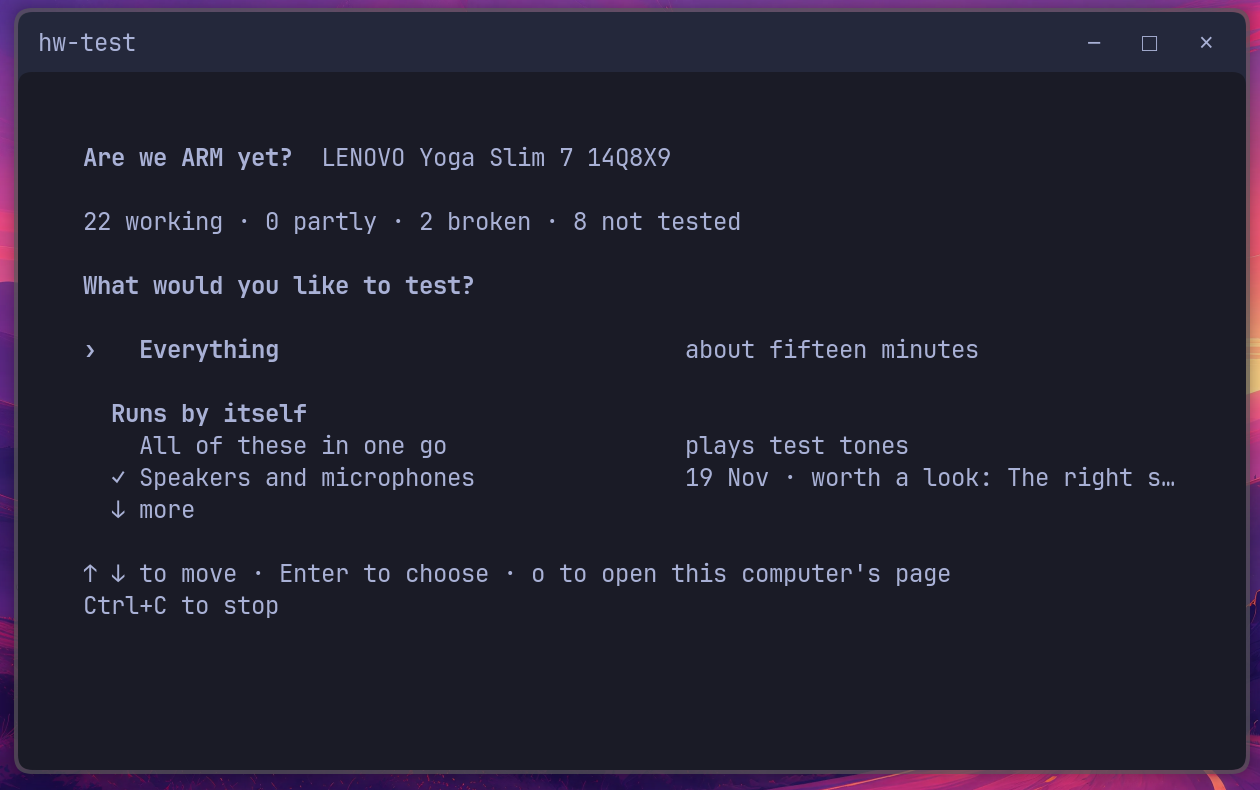 hw-test
Are we ARM yet?  LENOVO Yoga Slim 7 14Q8X9
22 working · 0 partly · 2 broken · 8 not tested
What would you like to test?
›   Everything   about fifteen minutes
Runs by itself
All of these in one go   plays test tones
✓ Speakers and microphones   19 Nov · worth a look: The right s…
↓ more
↑ ↓ to move · Enter to choose · o to open this computer's page
Ctrl+C to stop